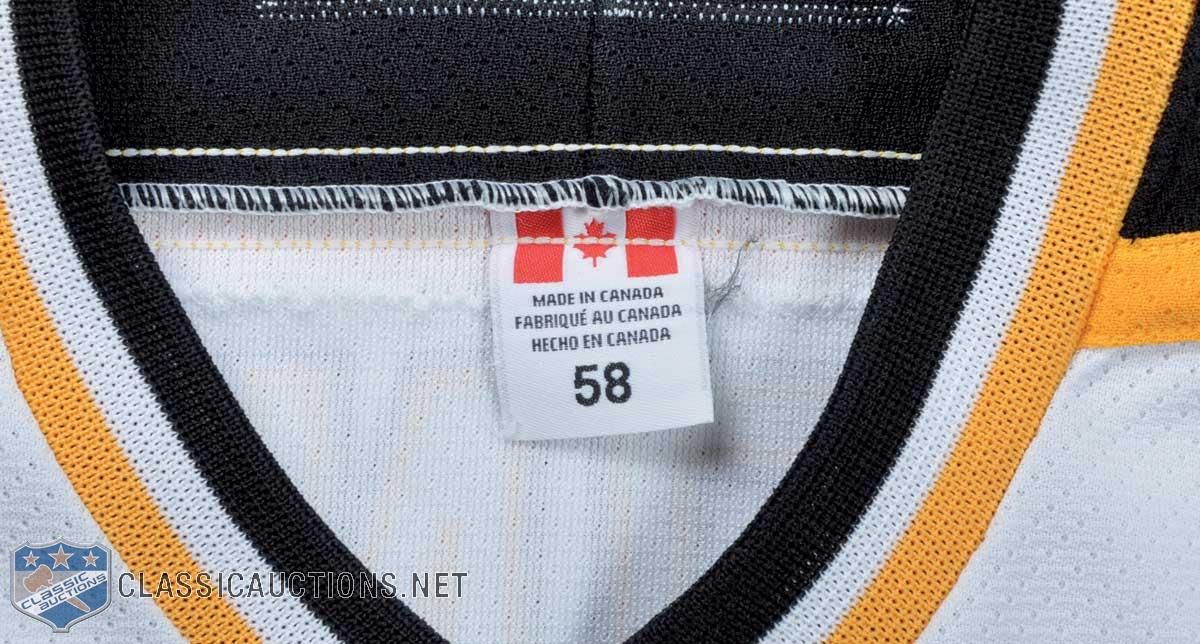 MADE IN CANADA
FABRIQUÉ AU CANADA
HECHO EN CANADA
58
CLASSIC
AUCTIONS
CLASSICAUCTIONS.NET